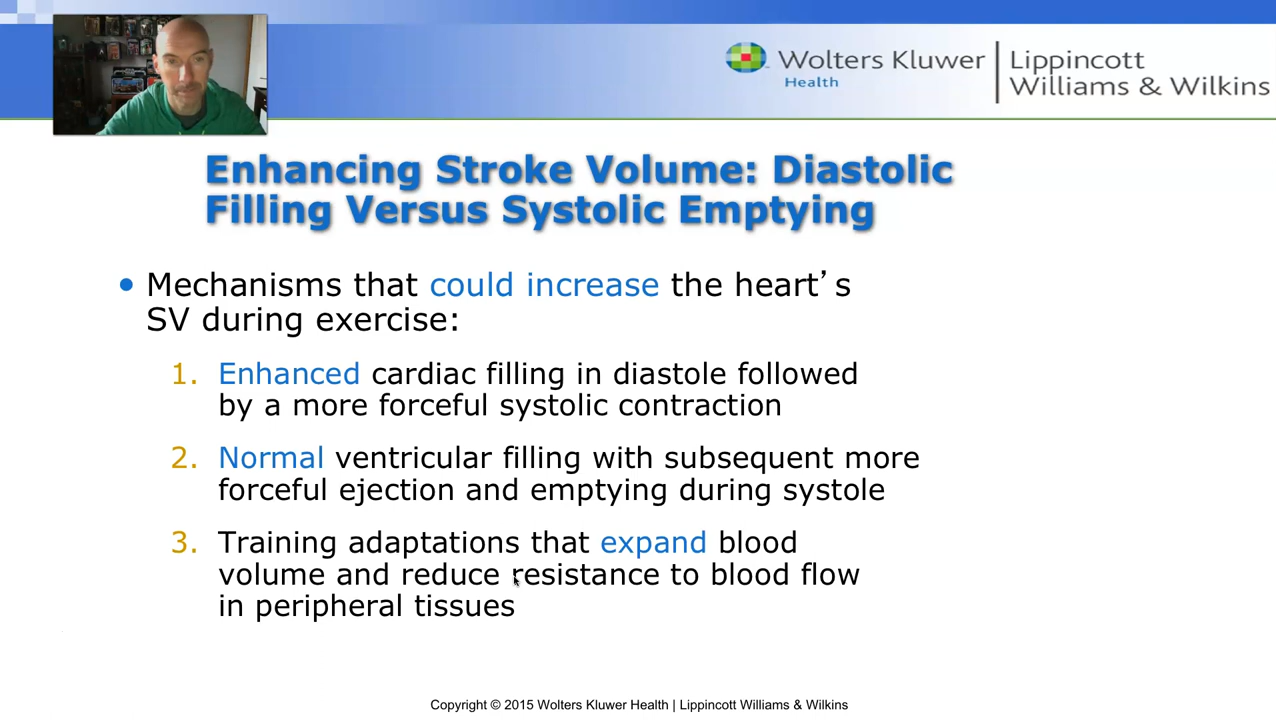 Wolters Kluwer
Health
Lippincott
Williams & Wilkins
Enhancing Stroke Volume: Diastolic
Filling Versus Systolic Emptying
• Mechanisms that could increase the heart’s
SV during exercise:
1. Enhanced cardiac filling in diastole followed
by a more forceful systolic contraction
2. Normal ventricular filling with subsequent more
forceful ejection and emptying during systole
3. Training adaptations that expand blood
volume and reduce resistance to blood flow
in peripheral tissues
Copyright © 2015 Wolters Kluwer Health | Lippincott Williams & Wilkins